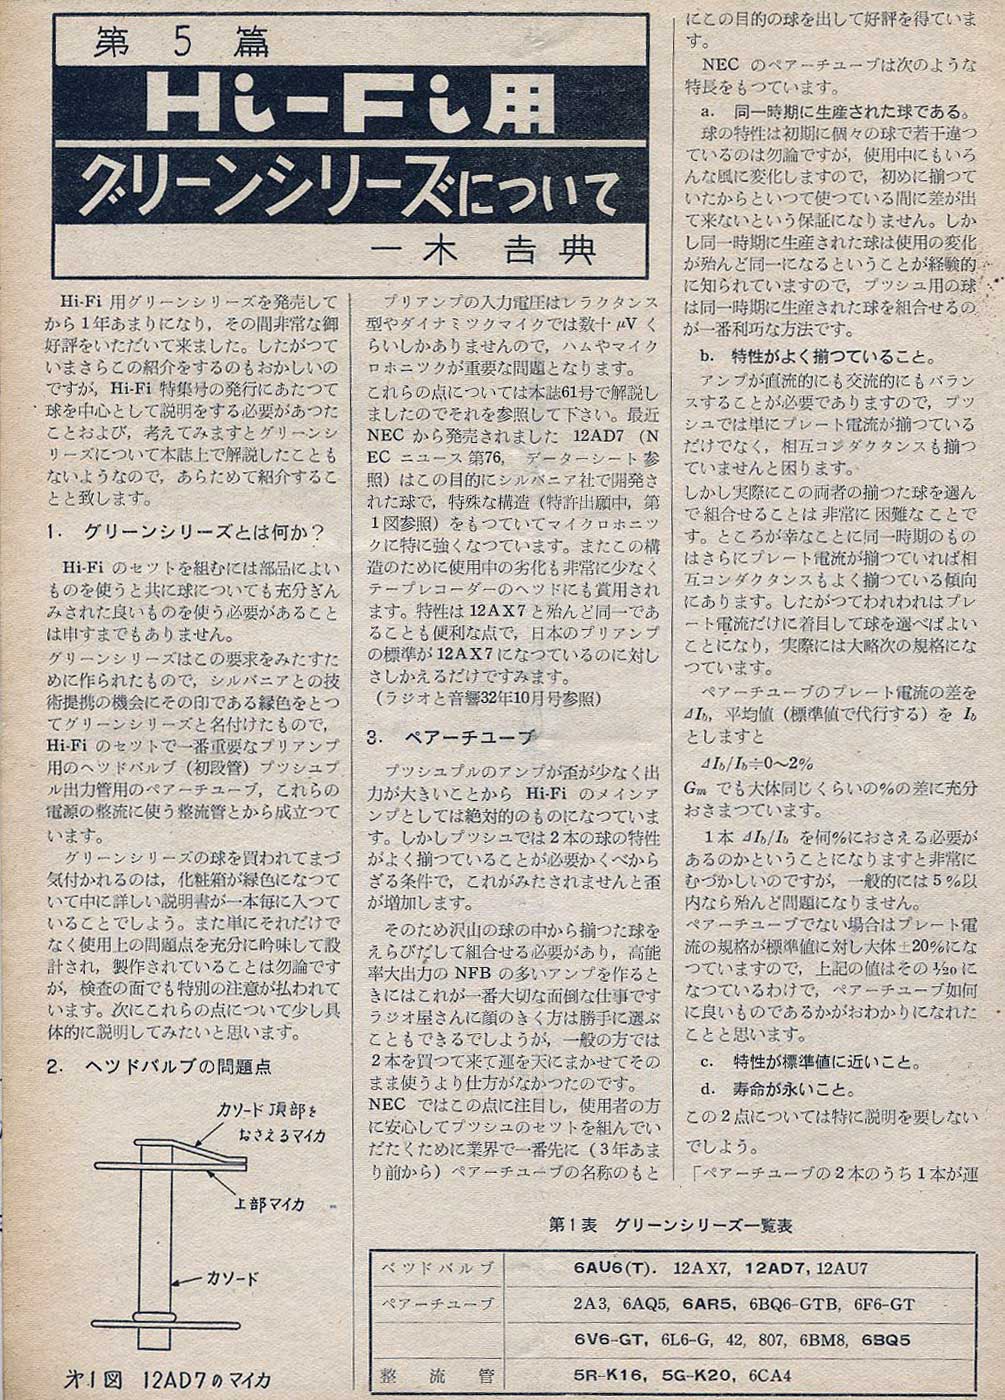 第5篇
Hi-Fi用
グリーンシリーズについて
一木吉典
Hi-Fi 用グリーンシリーズを発売して
から1年あまりになり，その間非常な御
好評をいただいて来ました。したがつて
いまさらこの紹介をするのもおかしいの
ですが，Hi-Fi 特集号の発行にあたつて
球を中心として説明をする必要があつた
ことおよび，考えてみますとグリーンシ
リーズについて本誌上で解説したことも
ないようなので，あらためて紹介するこ
とと致します。
1. グリーンシリーズとは何か？
Hi-Fi のセツトを組むには部品によい
ものを使うと共に球についても充分ぎん
みされた良いものを使う必要があること
は申すまでもありません。
グリーンシリーズはこの要求をみたすた
めに作られたもので，シルバニアとの技
術提携の機会にその印である緑色をとつ
てグリーンシリーズと名付けたもので，
Hi-Fi のセツトで一番重要なプリアンプ
用のヘツドバルブ（初段管）プツシユプ
ル出力管用のペアーチユーブ，これらの
電源の整流に使う整流管とから成立つて
います。
グリーンシリーズの球を買われてまづ
気付かれるのは，化粧箱が緑色になつて
いて中に詳しい説明書が一本毎に入つて
いることでしよう。また単にそれだけで
なく使用上の問題点を充分に吟味して設
計され，製作されていることは勿論です
が，検査の面でも特別の注意が払われて
います。次にこれらの点について少し具
体的に説明してみたいと思います。
2. ヘツドバルブの問題点
カソード頂部を
おさえるマイカ
上部マイカ
カソード
第1図 12AD7のマイカ
プリアンプの入力電圧はレラクタンス
型やダイナミツクマイクでは数十 μV く
らいしかありませんので，ハムやマイク
ロホニツクが重要な問題となります。
これらの点については本誌61号で解説し
ましたのでそれを参照して下さい。最近
NEC から発売されました 12AD7（N
EC ニュース第76，データーシート参
照）はこの目的にシルバニア社で開発さ
れた球で，特殊な構造（特許出願中，第
1図参照）をもつていてマイクロホニツ
クに特に強くなつています。またこの構
造のために使用中の劣化も非常に少なく
テープレコーダーのヘツドにも賞用され
ます。特性は 12AX7 と殆んど同一であ
ることも便利な点で，日本のプリアンプ
の標準が 12AX7 になつているのに対し
さしかえるだけですみます。
（ラジオと音響32年10月号参照）
3. ペアーチユーブ
プツシユプルのアンプが歪が少なく出
力が大きいことから Hi-Fi のメインア
ンプとしては絶対的のものになつていま
す。しかしプツシユでは2本の球の特性
がよく揃つていることが必要かくべから
ざる条件で，これがみたされませんと歪
が増加します。
そのため沢山の球の中から揃つた球を
えらびだして組合せる必要があり，高能
率大出力の NFB の多いアンプを作ると
きにはこれが一番大切な面倒な仕事です
ラジオ屋さんに顔のきく方は勝手に選ぶ
こともできるでしようが，一般の方では
2本を買つて来て運を天にまかせてその
まま使うより仕方がなかつたのです。
NEC ではこの点に注目し，使用者の方
に安心してプツシユのセツトを組んでい
だたくために業界で一番先に（3年あま
り前から）ペアーチユーブの名称のもと
にこの目的の球を出して好評を得ていま
す。
NEC のペアーチユーブは次のような
特長をもつています。
a. 同一時期に生産された球である。
球の特性は初期に個々の球で若干違つ
ているのは勿論ですが，使用中にもいろ
んな風に変化しますので，初めに揃つて
いたからといつて使つている間に差が出
て来ないという保証になりません。しか
し同一時期に生産された球は使用の変化
が殆んど同一になるということが経験的
に知られていますので，プツシユ用の球
は同一時期に生産された球を組合せるの
が一番利巧な方法です。
b. 特性がよく揃つていること。
アンプが直流的にも交流的にもバラン
スすることが必要でありますので，プツ
シユでは単にプレート電流が揃つている
だけでなく，相互コンダクタンスも揃つ
ていませんと困ります。
しかし実際にこの両者の揃つた球を選ん
で組合せることは非常に困難なことで
す。ところが幸なことに同一時期のもの
はさらにプレート電流が揃つていれば相
互コンダクタンスもよく揃つている傾向
にあります。したがつてわれわれはプレ
ート電流だけに着目して球を選べばよい
ことになり，実際には大略次の規格にな
つています。
ペアーチユーブのプレート電流の差を
ΔIb，平均値（標準値で代行する）を Ib
としますと
ΔIb/Ib÷0～2%
Gm でも大体同じくらいの%の差に充分
おさまつています。
1本 ΔIb/Ib を何%におさえる必要が
あるのかということになりますと非常に
むづかしいのですが，一般的には5%以
内なら殆んど問題になりません。
ペアーチユーブでない場合はプレート電
流の規格が標準値に対し大体±20%にな
つていますので，上記の値はその 1/20 に
なつているわけで，ペアーチユーブ如何
に良いものであるかがおわかりになれた
ことと思います。
c. 特性が標準値に近いこと。
d. 寿命が永いこと。
この2点については特に説明を要しない
でしよう。
「ペアーチユーブの2本のうち1本が運
第1表 グリーンシリーズ一覧表
ベツドバルブ 6AU6(T). 12AX7, 12AD7, 12AU7
ペアーチユーブ 2A3, 6AQ5, 6AR5, 6BQ6-GTB, 6F6-GT
6V6-GT, 6L6-G, 42, 807, 6BM8, 6BQ5
整流管 5R-K16, 5G-K20, 6CA4